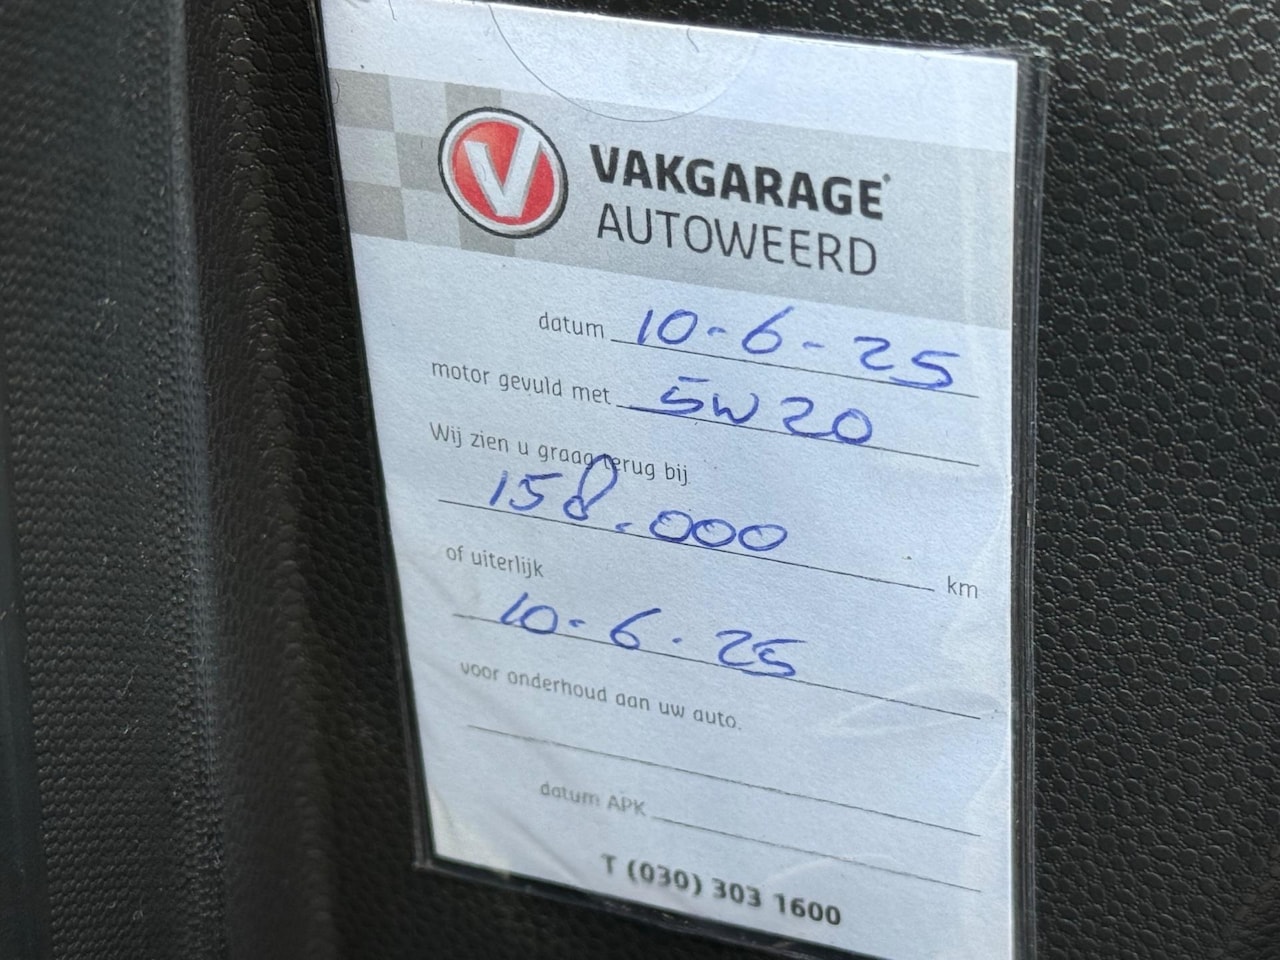 V
VAKGARAGE
AUTOWEERD
datum 10-6-25
motor gevuld met 5W20
Wij zien u graag terug bij
158.000 km
of uiterlijk
10-6-25
voor onderhoud aan uw auto.
datum APK
T (030) 303 1600